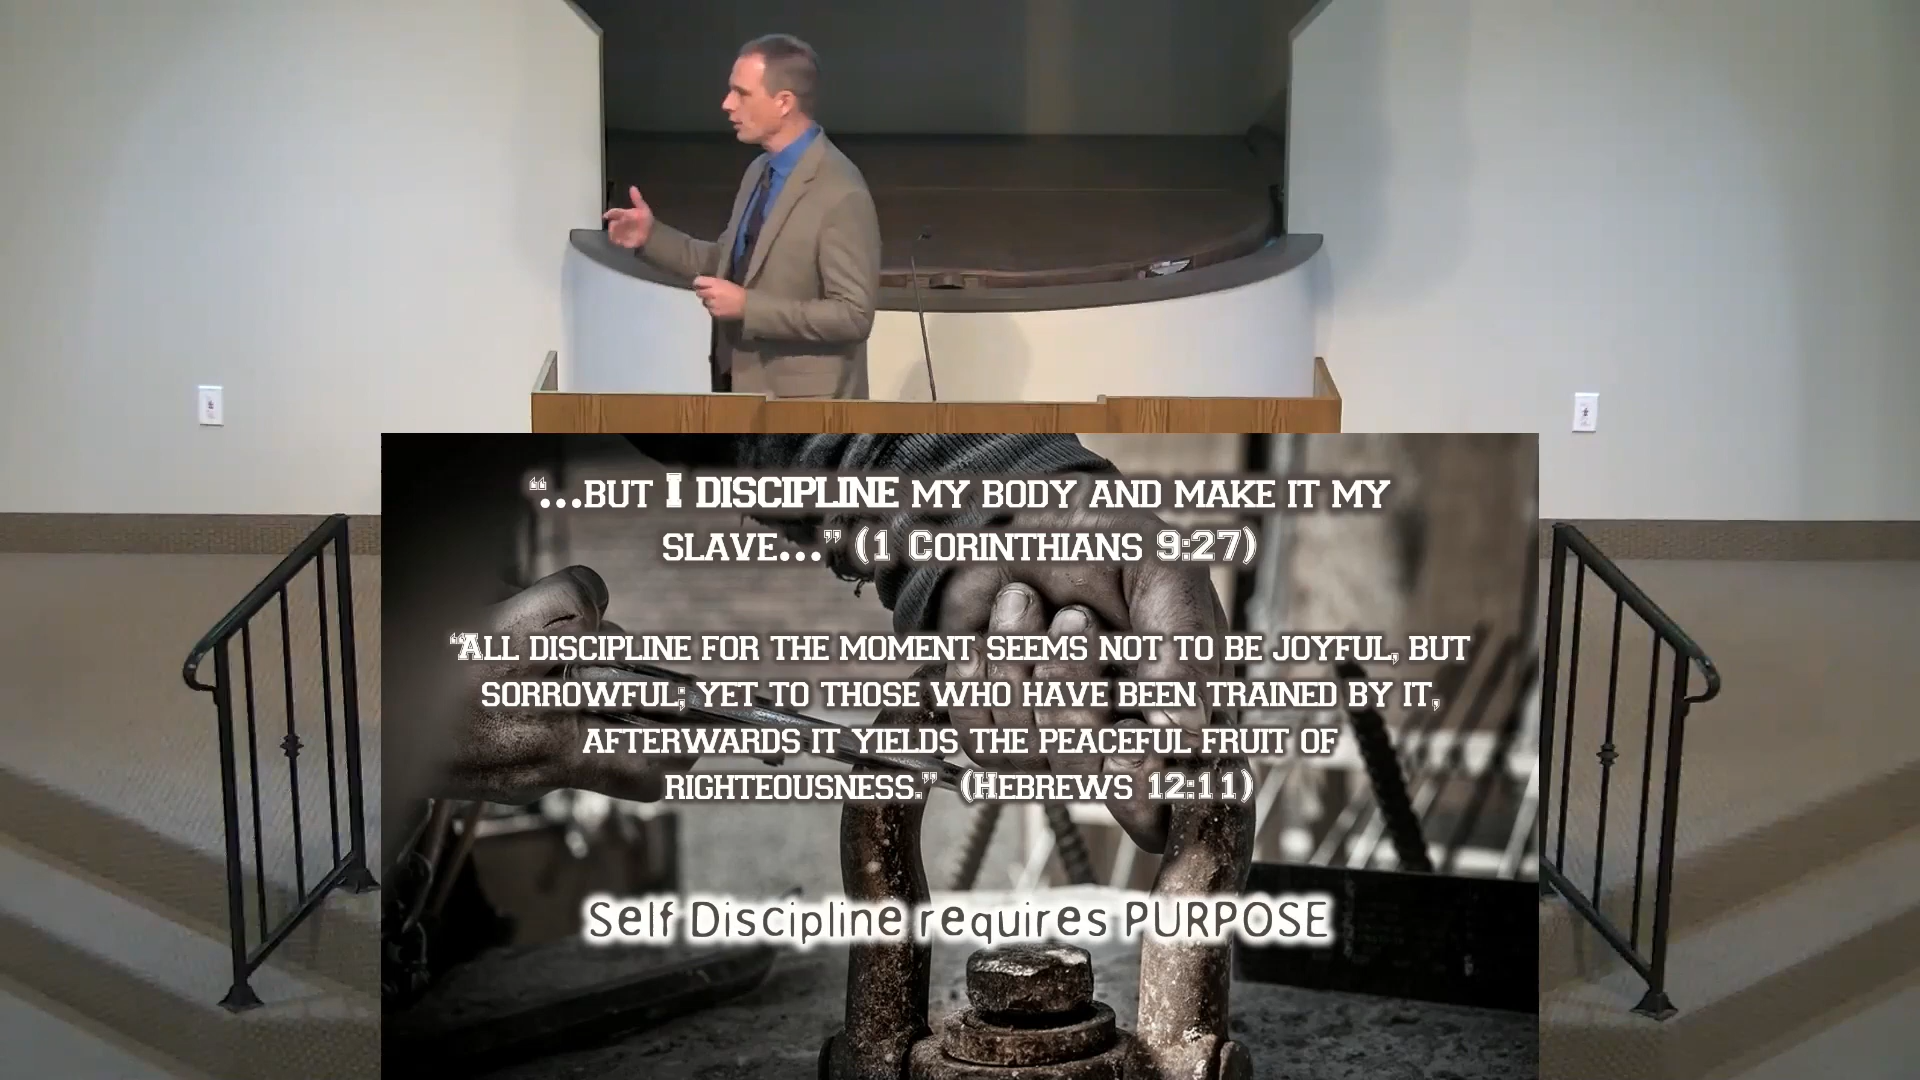 “...but I discipline my body and make it my
slave...” (1 Corinthians 9:27)
“All discipline for the moment seems not to be joyful, but
sorrowful; yet to those who have been trained by it,
afterwards it yields the peaceful fruit of
righteousness.” (Hebrews 12:11)
Self Discipline requires PURPOSE